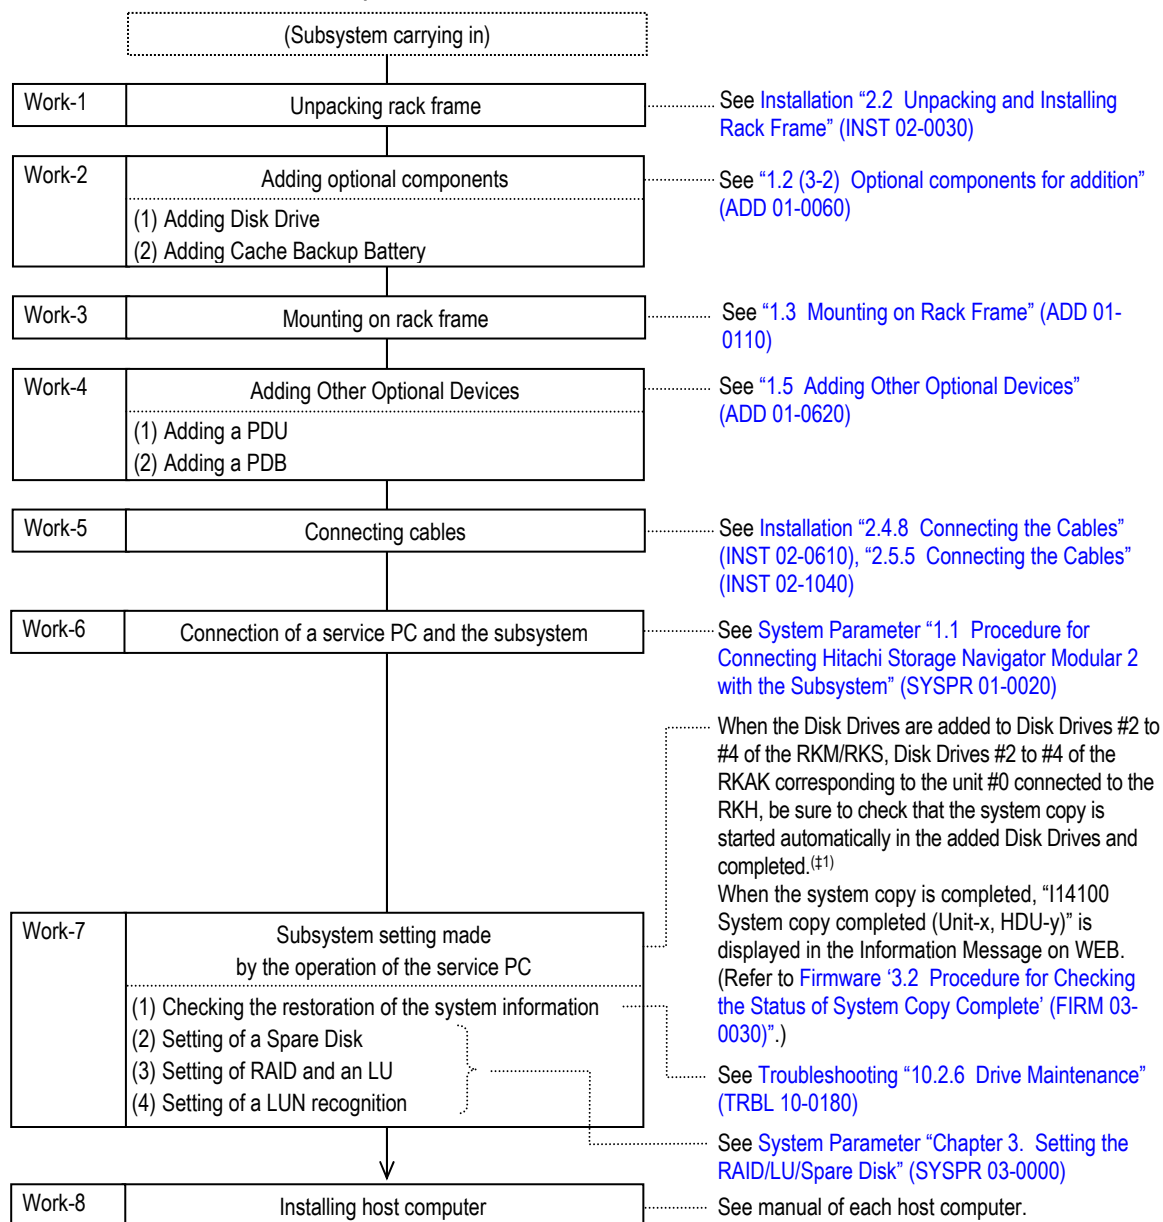 (Subsystem carrying in)
Work-1
Unpacking rack frame
See Installation “2.2 Unpacking and Installing
Rack Frame” (INST 02-0030)
Work-2
Adding optional components
(1) Adding Disk Drive
(2) Adding Cache Backup Battery
See “1.2 (3-2) Optional components for addition”
(ADD 01-0060)
Work-3
Mounting on rack frame
See “1.3 Mounting on Rack Frame” (ADD 01-
0110)
Work-4
Adding Other Optional Devices
(1) Adding a PDU
(2) Adding a PDB
See “1.5 Adding Other Optional Devices”
(ADD 01-0620)
Work-5
Connecting cables
See Installation “2.4.8 Connecting the Cables”
(INST 02-0610), “2.5.5 Connecting the Cables”
(INST 02-1040)
Work-6
Connection of a service PC and the subsystem
See System Parameter “1.1 Procedure for
Connecting Hitachi Storage Navigator Modular 2
with the Subsystem” (SYSPR 01-0020)
When the Disk Drives are added to Disk Drives #2 to
#4 of the RKM/RKS, Disk Drives #2 to #4 of the
RKAK corresponding to the unit #0 connected to the
RKH, be sure to check that the system copy is
started automatically in the added Disk Drives and
completed.(‡1)
When the system copy is completed, “I14100
System copy completed (Unit-x, HDU-y)” is
displayed in the Information Message on WEB.
(Refer to Firmware ‘3.2 Procedure for Checking
the Status of System Copy Complete’ (FIRM 03-
0030)”.)
Work-7
Subsystem setting made
by the operation of the service PC
(1) Checking the restoration of the system information
(2) Setting of a Spare Disk
(3) Setting of RAID and an LU
(4) Setting of a LUN recognition
See Troubleshooting “10.2.6 Drive Maintenance”
(TRBL 10-0180)
See System Parameter “Chapter 3. Setting the
RAID/LU/Spare Disk” (SYSPR 03-0000)
Work-8
Installing host computer
See manual of each host computer.